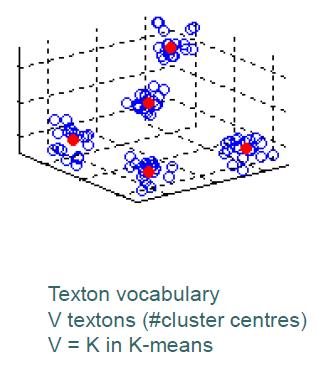 Texton vocabulary
V textons (#cluster centres)
V = K in K-means